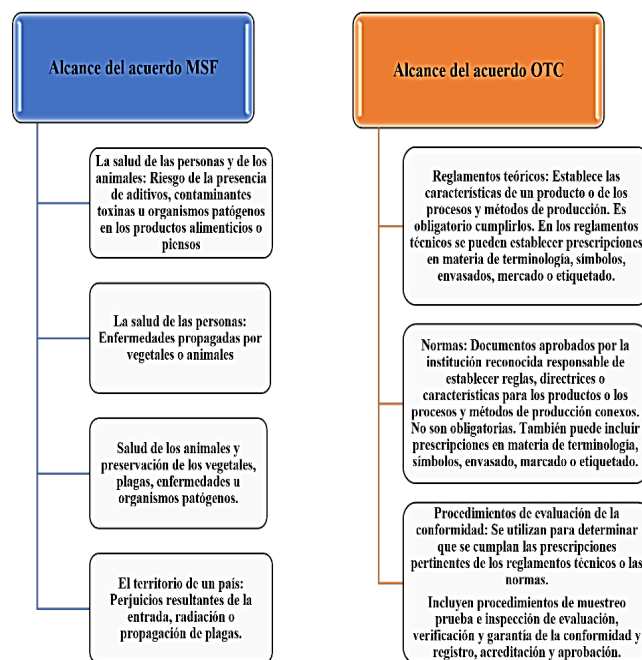 Alcance del acuerdo MSF
La salud de las personas y de los
animales: Riesgo de la presencia
de aditivos, contaminantes
toxinas u organismos patógenos
en los productos alimenticios o
piensos
La salud de las personas:
Enfermedades propagadas por
vegetales o animales
Salud de los animales y
preservación de los vegetales,
plagas, enfermedades u
organismos patógenos.
El territorio de un país:
Perjuicios resultantes de la
entrada, radiación o
propagación de plagas.
Alcance del acuerdo OTC
Reglamentos teóricos: Establece las
características de un producto o de los
procesos y métodos de producción. Es
obligatorio cumplirlos. En los reglamentos
técnicos se pueden establecer prescripciones
en materia de terminología, símbolos,
envasados, mercado o etiquetado.
Normas: Documentos aprobados por la
institución reconocida responsable de
establecer reglas, directrices o
características para los productos o los
procesos y métodos de producción conexos.
No son obligatorias. También puede incluir
prescripciones en materia de terminología,
símbolos, envasado, marcado o etiquetado.
Procedimientos de evaluación de la
conformidad: Se utilizan para determinar
que se cumplan las prescripciones
pertinentes de los reglamentos técnicos o las
normas.
Incluyen procedimientos de muestreo
prueba e inspección de evaluación,
verificación y garantía de la conformidad y
registro, acreditación y aprobación.